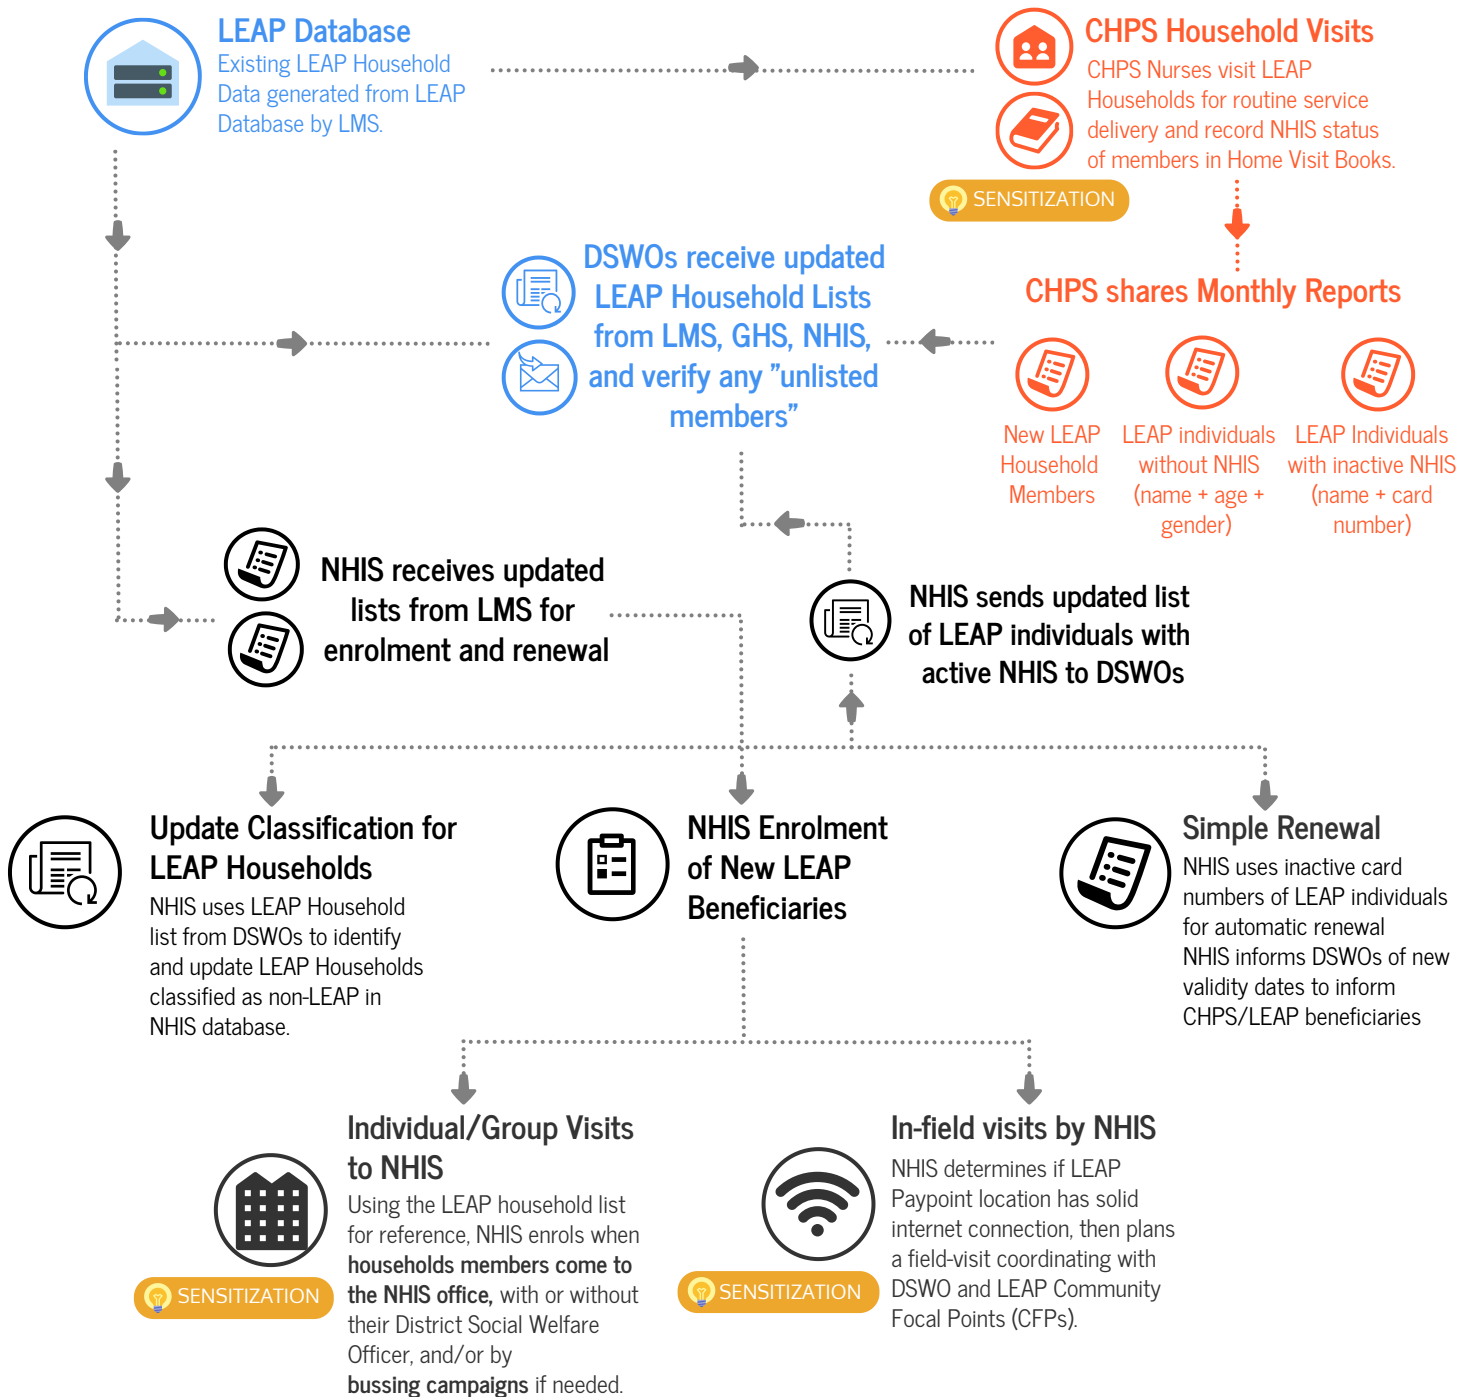 LEAP Database
Existing LEAP Household
Data generated from LEAP
Database by LMS.
CHPS Household Visits
CHPS Nurses visit LEAP
Households for routine service
delivery and record NHIS status
of members in Home Visit Books.
SENSITIZATION
DSWOs receive updated
LEAP Household Lists
from LMS, GHS, NHIS,
and verify any "unlisted
members"
CHPS shares Monthly Reports
New LEAP
Household
Members
LEAP individuals
without NHIS
(name + age +
gender)
LEAP Individuals
with inactive NHIS
(name + card
number)
NHIS receives updated
lists from LMS for
enrolment and renewal
NHIS sends updated list
of LEAP individuals with
active NHIS to DSWOs
Update Classification for
LEAP Households
NHIS uses LEAP Household
list from DSWOs to identify
and update LEAP Households
classified as non-LEAP in
NHIS database.
NHIS Enrolment
of New LEAP
Beneficiaries
Simple Renewal
NHIS uses inactive card
numbers of LEAP individuals
for automatic renewal
NHIS informs DSWOs of new
validity dates to inform
CHPS/LEAP beneficiaries
Individual/Group Visits
to NHIS
Using the LEAP household list
for reference, NHIS enrols when
households members come to
the NHIS office, with or without
their District Social Welfare
Officer, and/or by
bussing campaigns if needed.
SENSITIZATION
In-field visits by NHIS
NHIS determines if LEAP
Paypoint location has solid
internet connection, then plans
a field-visit coordinating with
DSWO and LEAP Community
Focal Points (CFPs).
SENSITIZATION